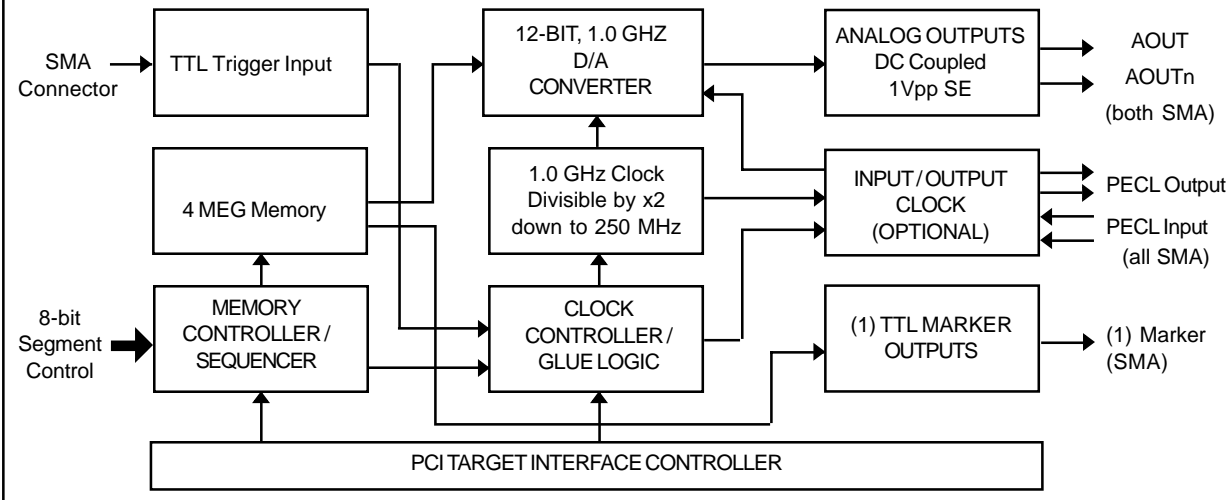 SMA
Connector
TTL Trigger Input
12-BIT, 1.0 GHZ
D/A
CONVERTER
ANALOG OUTPUTS
DC Coupled
1Vpp SE
AOUT
AOUTn
(both SMA)
4 MEG Memory
1.0 GHz Clock
Divisible by x2
down to 250 MHz
INPUT/OUTPUT
CLOCK
(OPTIONAL)
PECL Output
PECL Input
(all SMA)
8-bit
Segment
Control
MEMORY
CONTROLLER/
SEQUENCER
CLOCK
CONTROLLER/
GLUE LOGIC
(1) TTL MARKER
OUTPUTS
(1) Marker
(SMA)
PCI TARGET INTERFACE CONTROLLER